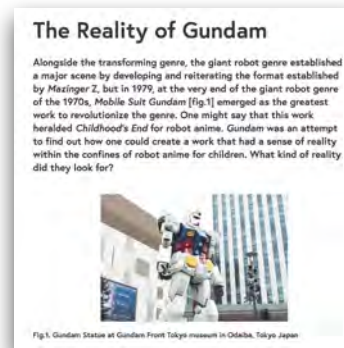 The Reality of Gundam
Alongside the transforming genre, the giant robot genre established
a major scene by developing and reiterating the format established
by Mazinger Z, but in 1979, at the very end of the giant robot genre
of the 1970s, Mobile Suit Gundam [fig.1] emerged as the greatest
work to revolutionize the genre. One might say that this work
heralded Childhood's End for robot anime. Gundam was an attempt
to find out how one could create a work that had a sense of reality
within the confines of robot anime for children. What kind of reality
did they look for?
Fig.1. Gundam Statue at Gundam Front Tokyo museum in Odaiba, Tokyo Japan